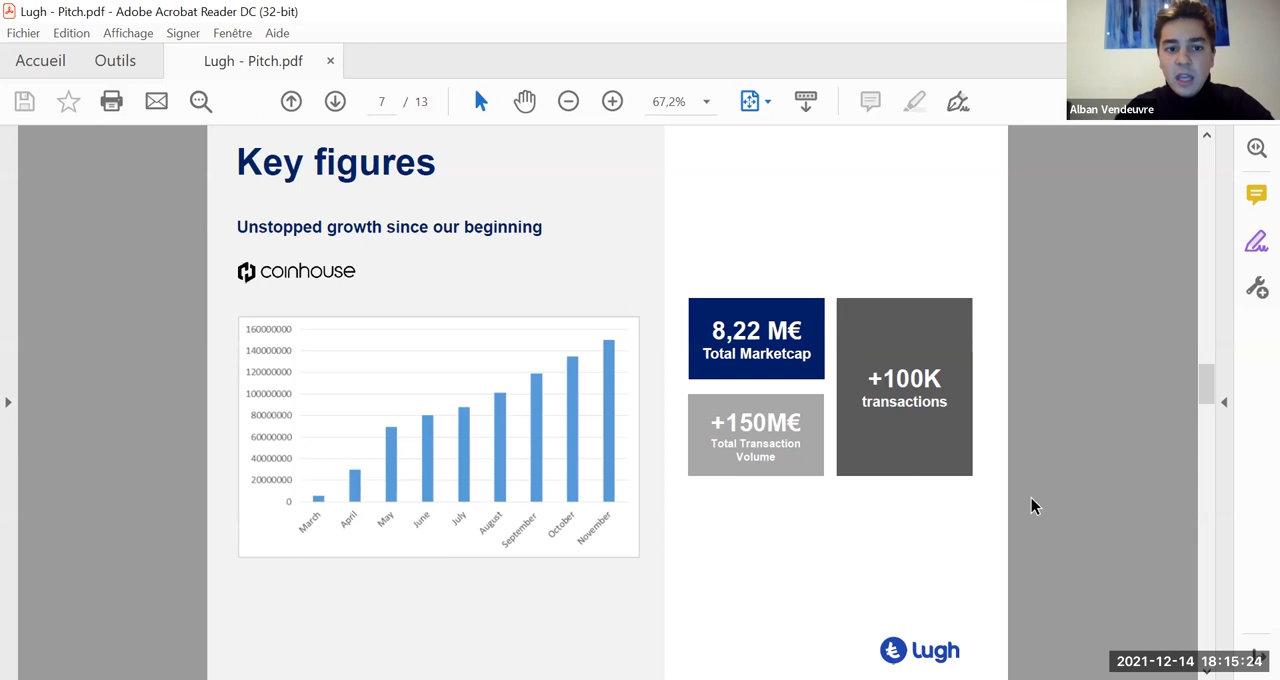 Lugh - Pitch.pdf - Adobe Acrobat Reader DC (32-bit)
Fichier Edition Affichage Signer Fenêtre Aide
Accueil Outils Lugh - Pitch.pdf ×
7 / 13 67,2%
Alban Vendeuvre
Key figures
Unstopped growth since our beginning
coinhouse
160000000
140000000
120000000
100000000
80000000
60000000
40000000
20000000
0
March April May June July August September October November
8,22 M€
Total Marketcap
+150M€
Total Transaction
Volume
+100K
transactions
Lugh
2021-12-14 18:15:24